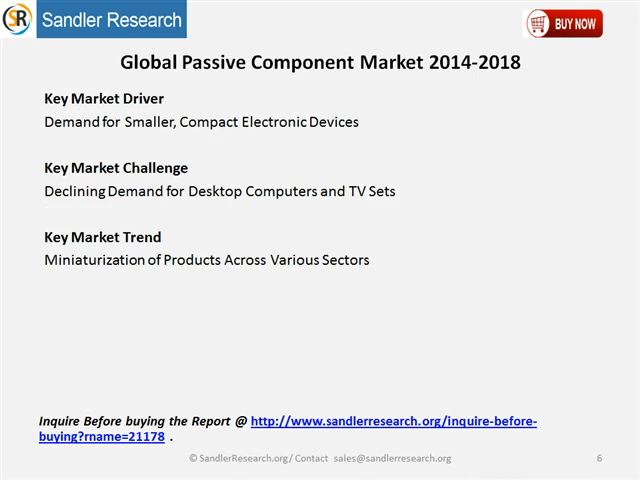 SR Sandler Research
BUY NOW
Global Passive Component Market 2014-2018
Key Market Driver
Demand for Smaller, Compact Electronic Devices
Key Market Challenge
Declining Demand for Desktop Computers and TV Sets
Key Market Trend
Miniaturization of Products Across Various Sectors
Inquire Before buying the Report @ http://www.sandlerresearch.org/inquire-before-
buying?rname=21178 .
© SandlerResearch.org/ Contact sales@sandlerresearch.org
6